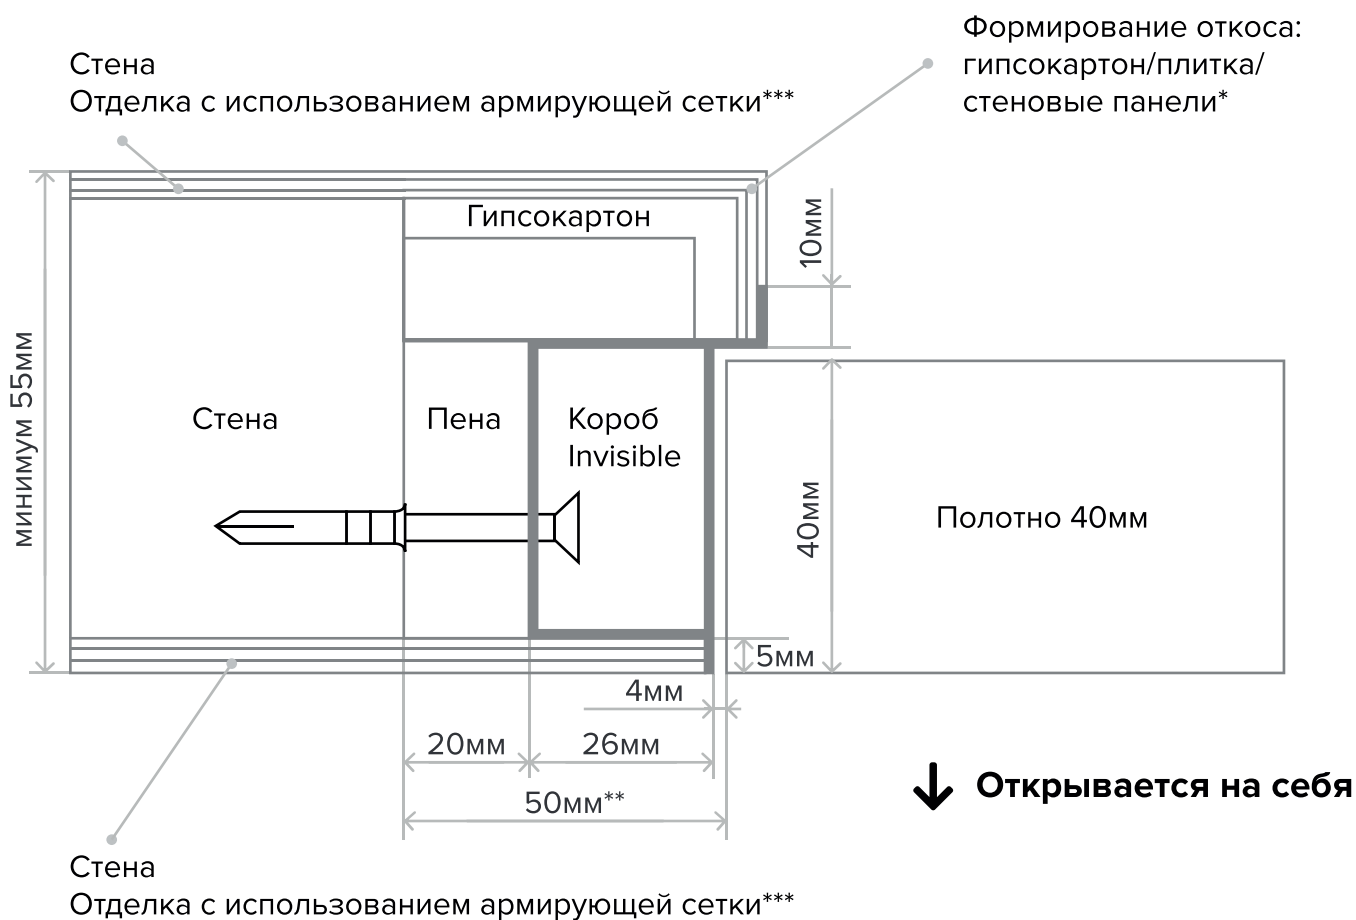 Формирование откоса:
гипсокартон/плитка/
стеновые панели*
Стена
Отделка с использованием армирующей сетки***
Гипсокартон
10мм
минимум 55мм
Стена
Пена
Короб
Invisible
40мм
Полотно 40мм
5мм
4мм
20мм
26мм
50мм**
Открывается на себя
Стена
Отделка с использованием армирующей сетки***